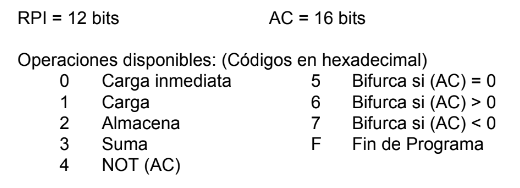 RPI = 12 bits AC = 16 bits
Operaciones disponibles: (Códigos en hexadecimal)
0 Carga inmediata 5 Bifurca si (AC) = 0
1 Carga 6 Bifurca si (AC) > 0
2 Almacena 7 Bifurca si (AC) < 0
3 Suma F Fin de Programa
4 NOT (AC)